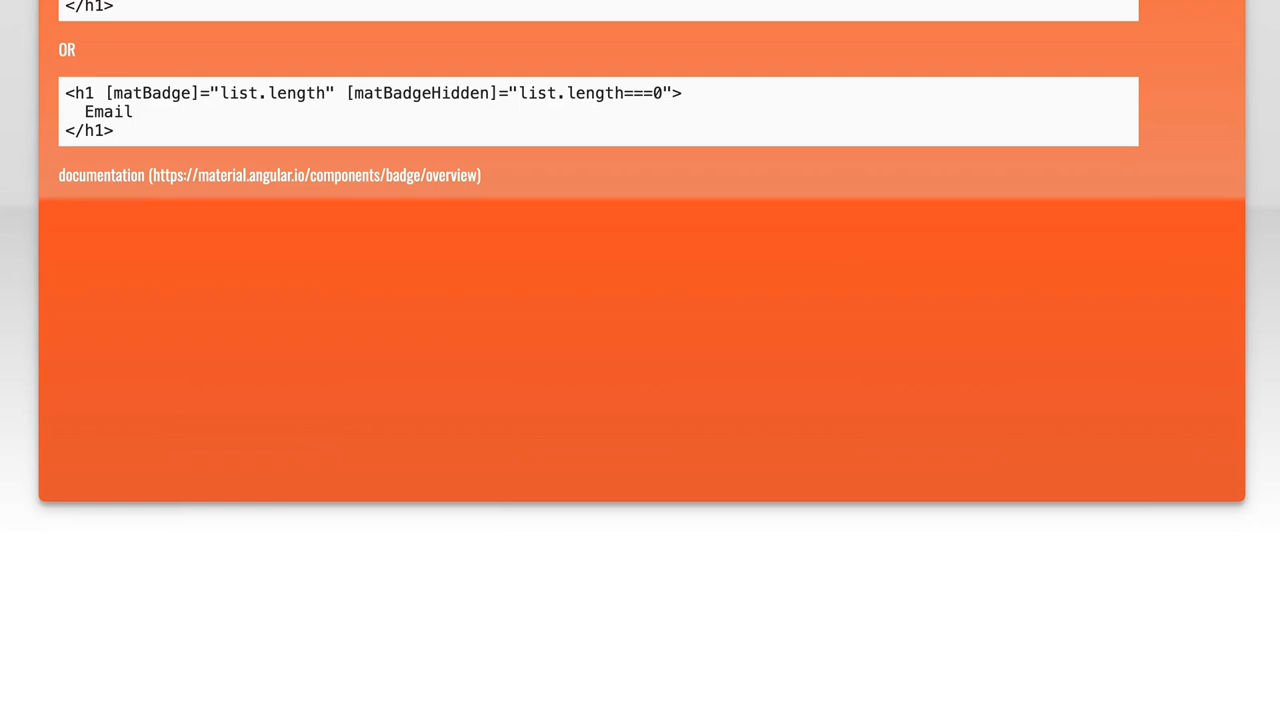 </h1>
OR
<h1 [matBadge]="list.length" [matBadgeHidden]="list.length===0">
  Email
</h1>
documentation (https://material.angular.io/components/badge/overview)